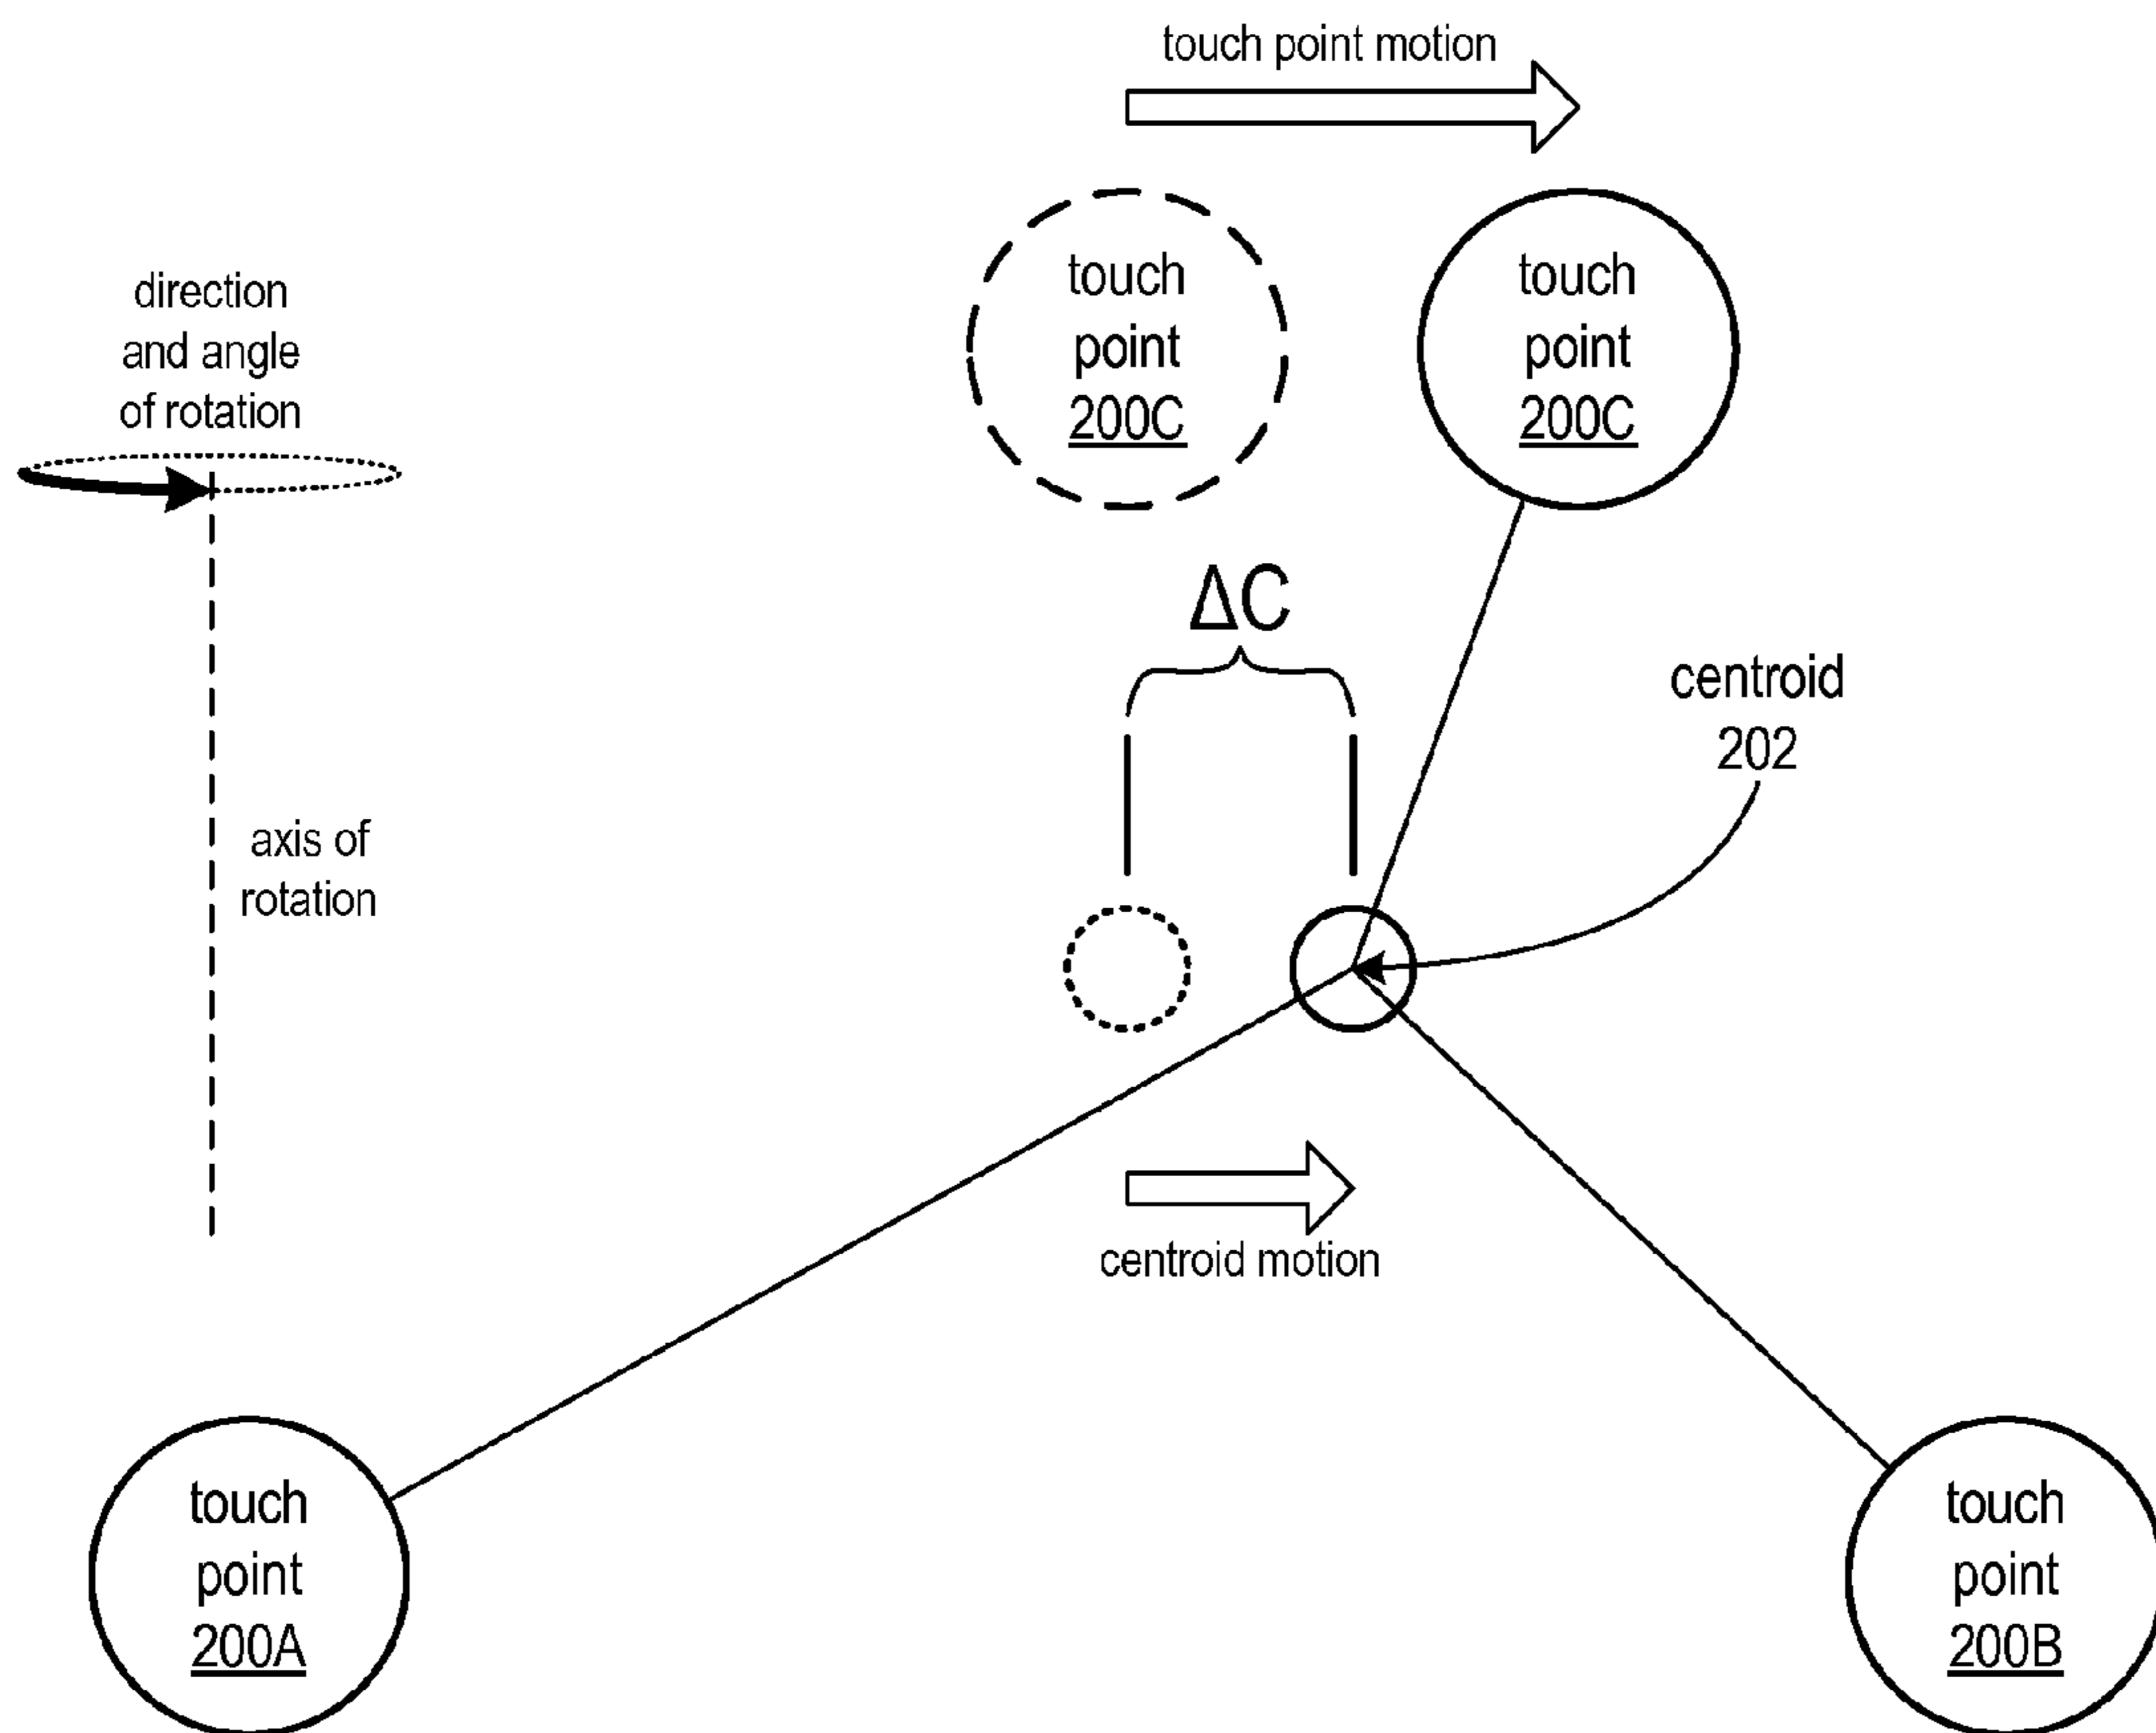 touch point motion
touch
point
200C
touch
point
200C
direction
and angle
of rotation
ΔC
centroid
202
axis of
rotation
centroid motion
touch
point
200A
touch
point
200B